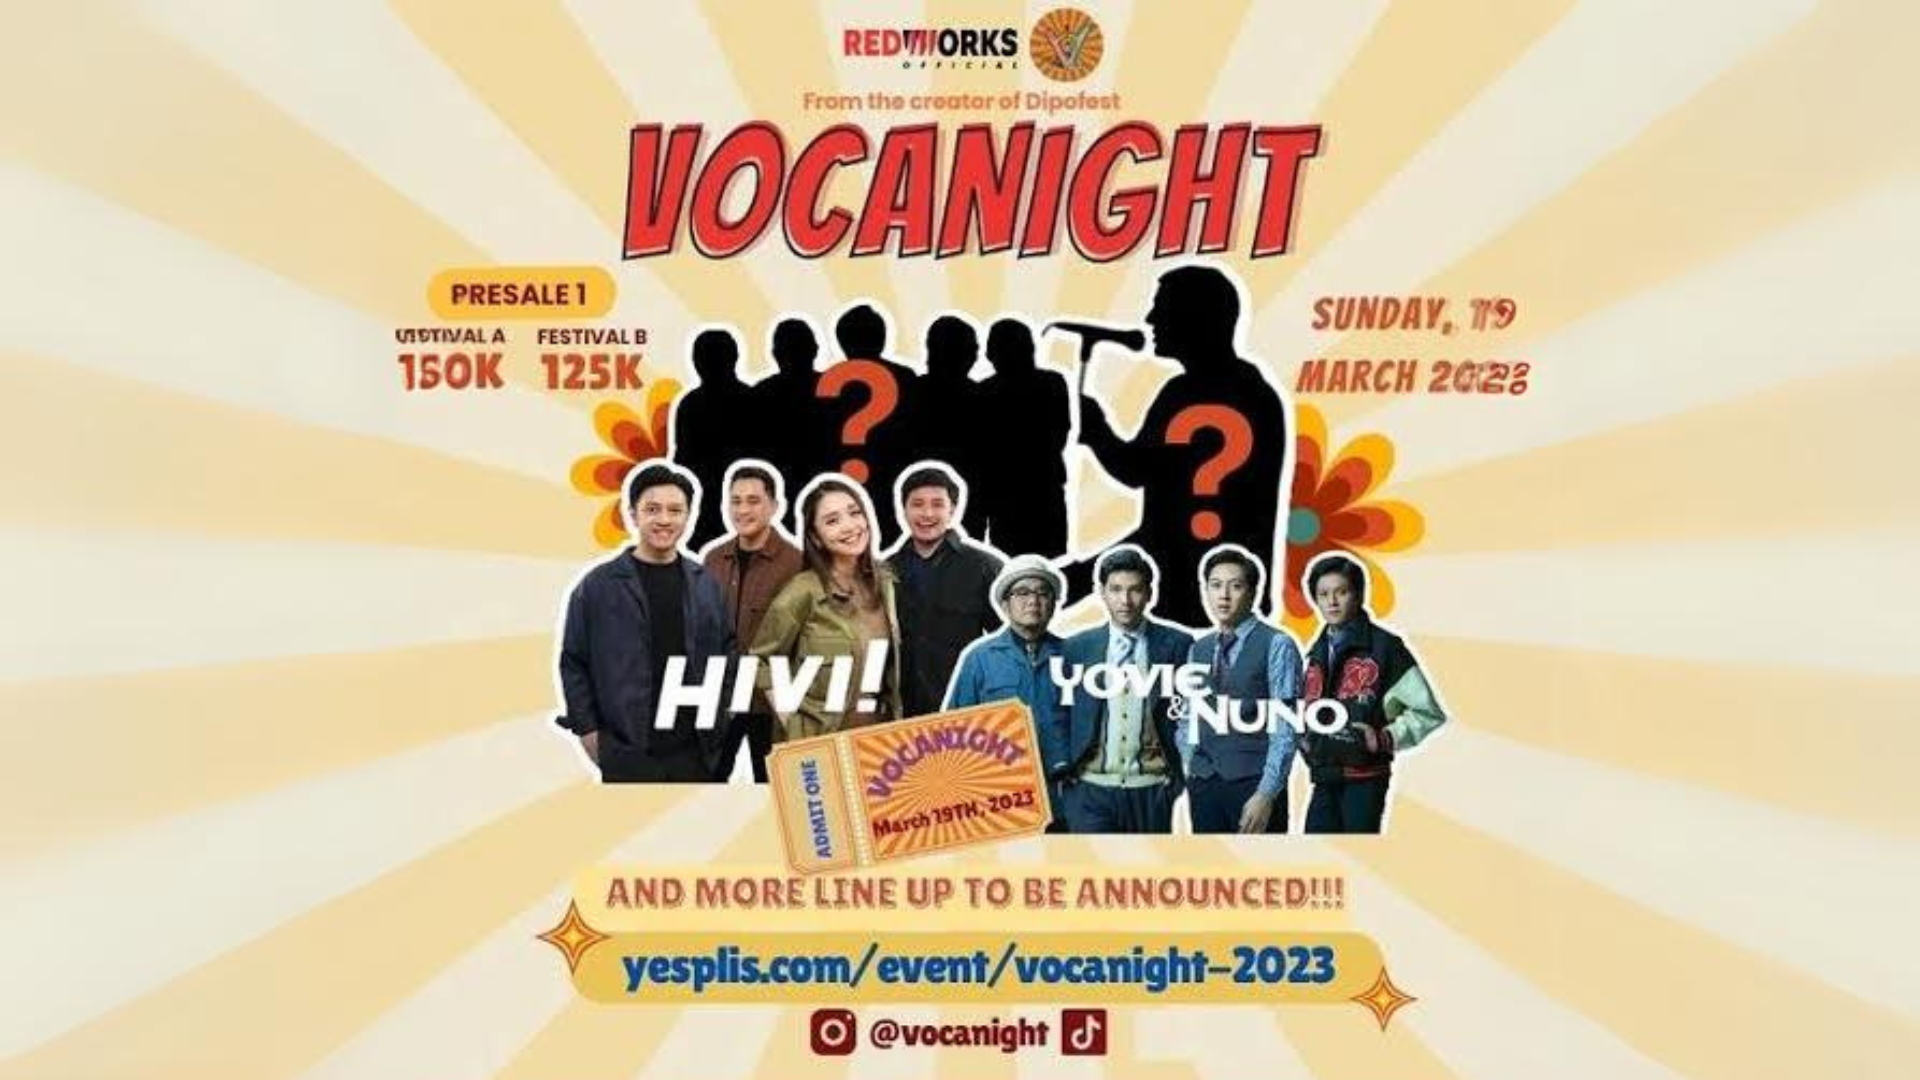 REDWORKS
OFFICIAL
From the creator of Dipofest
VOCANIGHT
PRESALE 1
A FESTIVAL B
150K 125K
SUNDAY, 19
MARCH
HIVI!
YOVIE
& NUNO
ADMIT ONE
VOCANIGHT
March 19TH, 2023
AND MORE LINE UP TO BE ANNOUNCED!!!
yesplis.com/event/vocanight-2023
@vocanight